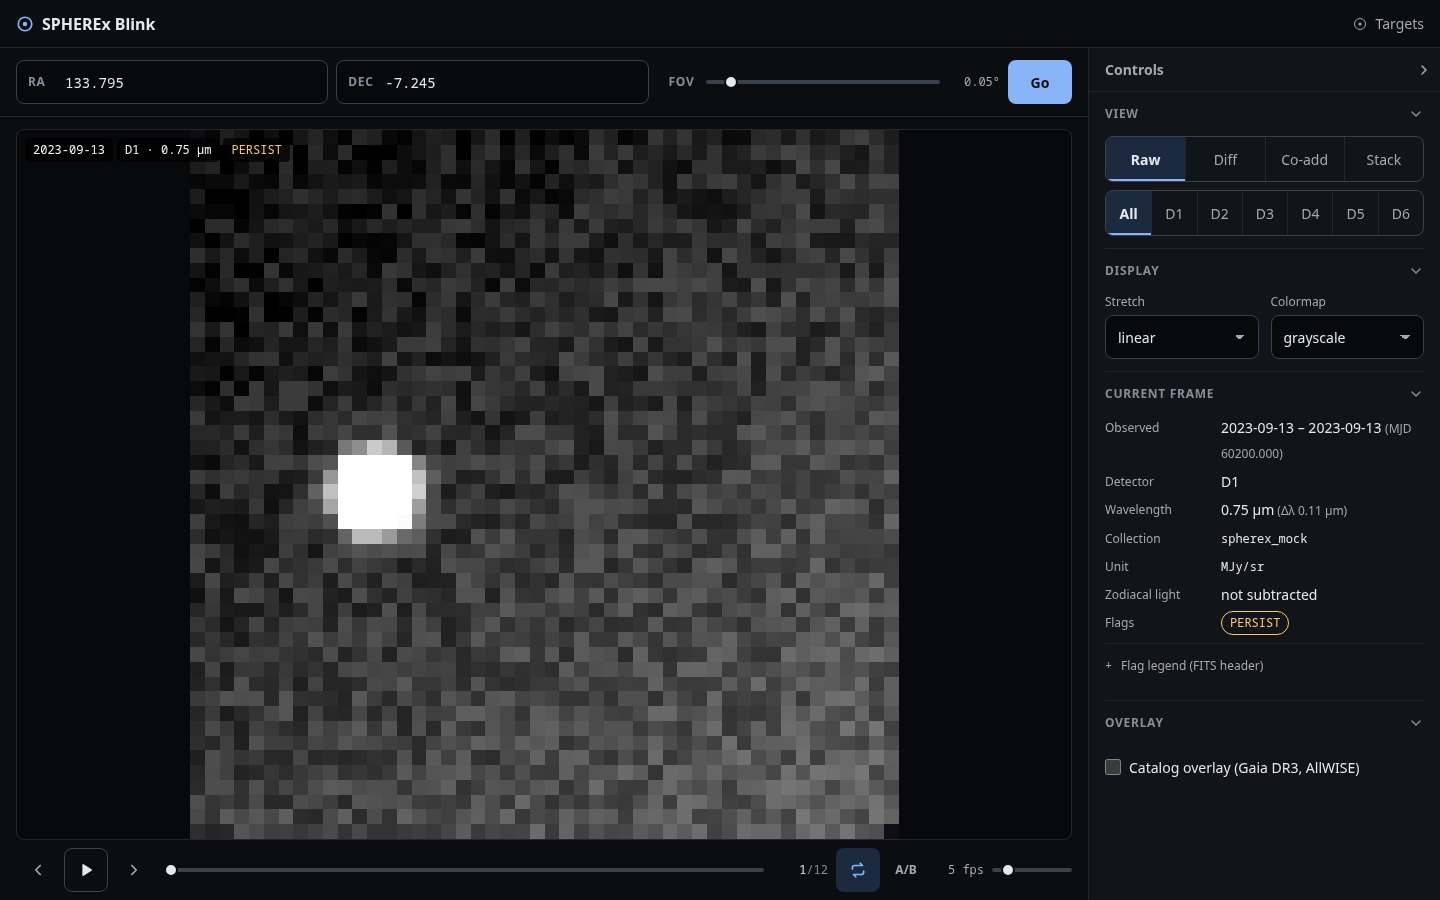 SPHEREx Blink
Targets
RA 133.795
DEC -7.245
FOV 0.05°
Go
2023-09-13 D1 · 0.75 µm PERSIST
1/12
A/B
5 fps
Controls
VIEW
Raw Diff Co-add Stack
All D1 D2 D3 D4 D5 D6
DISPLAY
Stretch Colormap
linear grayscale
CURRENT FRAME
Observed 2023-09-13 – 2023-09-13 (MJD
60200.000)
Detector D1
Wavelength 0.75 µm (Δλ 0.11 µm)
Collection spherex_mock
Unit MJy/sr
Zodiacal light not subtracted
Flags PERSIST
+ Flag legend (FITS header)
OVERLAY
Catalog overlay (Gaia DR3, AllWISE)